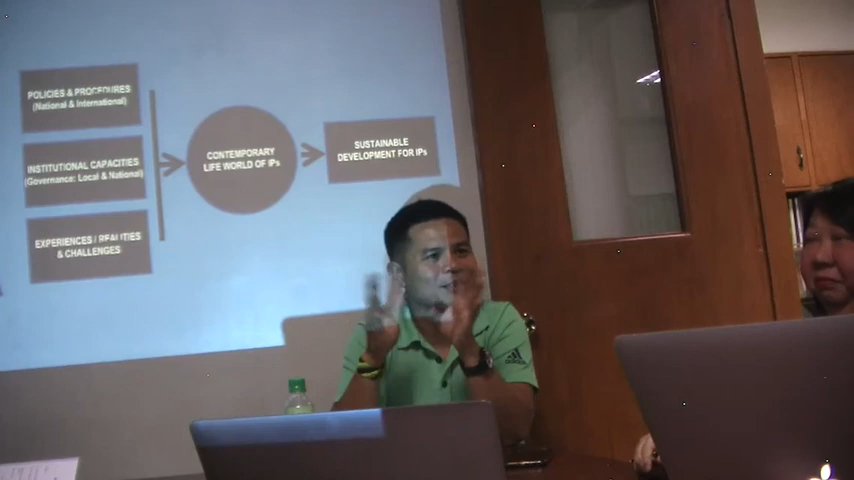 POLICIES & PROCEDURES
(National & International)
INSTITUTIONAL CAPACITIES
(Governance: Local & National)
EXPERIENCES / REALITIES
& CHALLENGES
CONTEMPORARY
LIFE WORLD OF IPs
SUSTAINABLE
DEVELOPMENT FOR IPs
adidas